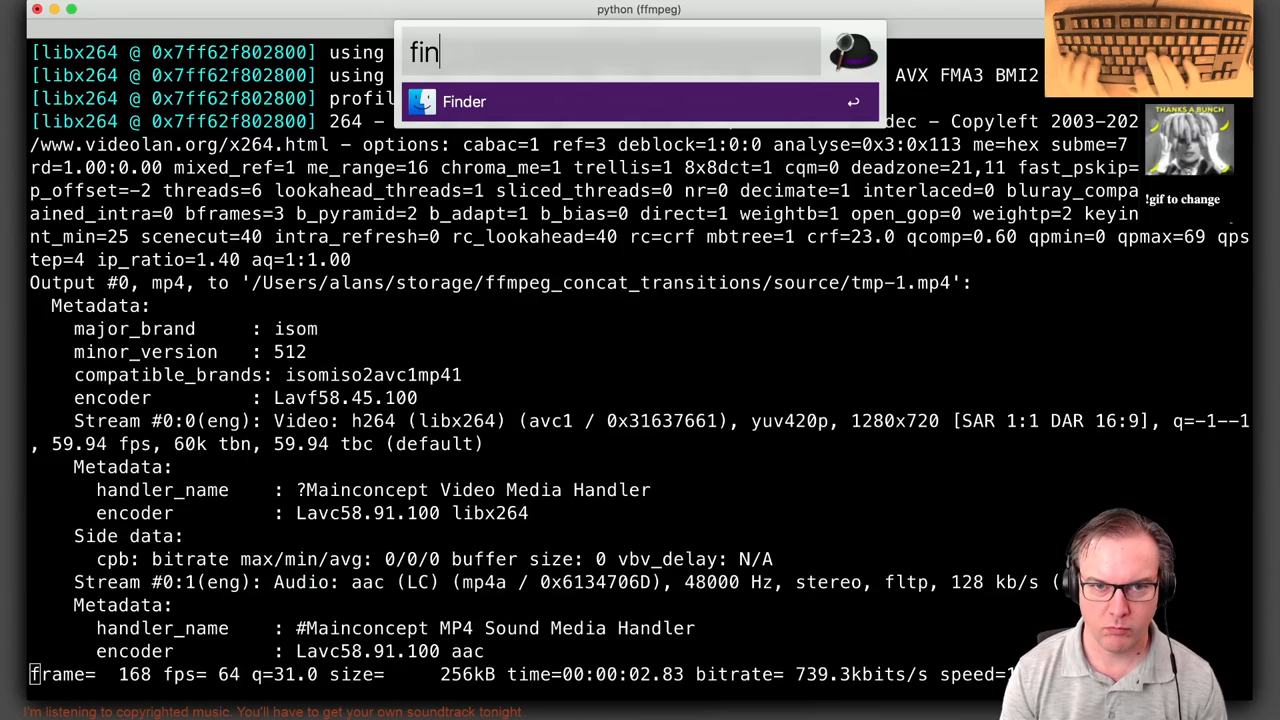 python (ffmpeg)
fin
Finder
[libx264 @ 0x7ff62f802800] using
[libx264 @ 0x7ff62f802800] using AVX FMA3 BMI2
[libx264 @ 0x7ff62f802800] profil
[libx264 @ 0x7ff62f802800] 264 - dec - Copyleft 2003-202
/www.videolan.org/x264.html - options: cabac=1 ref=3 deblock=1:0:0 analyse=0x3:0x113 me=hex subme=7
rd=1.00:0.00 mixed_ref=1 me_range=16 chroma_me=1 trellis=1 8x8dct=1 cqm=0 deadzone=21,11 fast_pskip=
p_offset=-2 threads=6 lookahead_threads=1 sliced_threads=0 nr=0 decimate=1 interlaced=0 bluray_compa
ained_intra=0 bframes=3 b_pyramid=2 b_adapt=1 b_bias=0 direct=1 weightb=1 open_gop=0 weightp=2 keyin
nt_min=25 scenecut=40 intra_refresh=0 rc_lookahead=40 rc=crf mbtree=1 crf=23.0 qcomp=0.60 qpmin=0 qpmax=69 qps
tep=4 ip_ratio=1.40 aq=1:1.00
Output #0, mp4, to '/Users/alans/storage/ffmpeg_concat_transitions/source/tmp-1.mp4':
Metadata:
major_brand : isom
minor_version : 512
compatible_brands: isomiso2avc1mp41
encoder : Lavf58.45.100
Stream #0:0(eng): Video: h264 (libx264) (avc1 / 0x31637661), yuv420p, 1280x720 [SAR 1:1 DAR 16:9], q=-1--1
, 59.94 fps, 60k tbn, 59.94 tbc (default)
Metadata:
handler_name : ?Mainconcept Video Media Handler
encoder : Lavc58.91.100 libx264
Side data:
cpb: bitrate max/min/avg: 0/0/0 buffer size: 0 vbv_delay: N/A
Stream #0:1(eng): Audio: aac (LC) (mp4a / 0x6134706D), 48000 Hz, stereo, fltp, 128 kb/s (
Metadata:
handler_name : #Mainconcept MP4 Sound Media Handler
encoder : Lavc58.91.100 aac
frame= 168 fps= 64 q=31.0 size= 256kB time=00:00:02.83 bitrate= 739.3kbits/s speed=1
THANKS A BUNCH
!gif to change
I'm listening to copyrighted music. You'll have to get your own soundtrack tonight